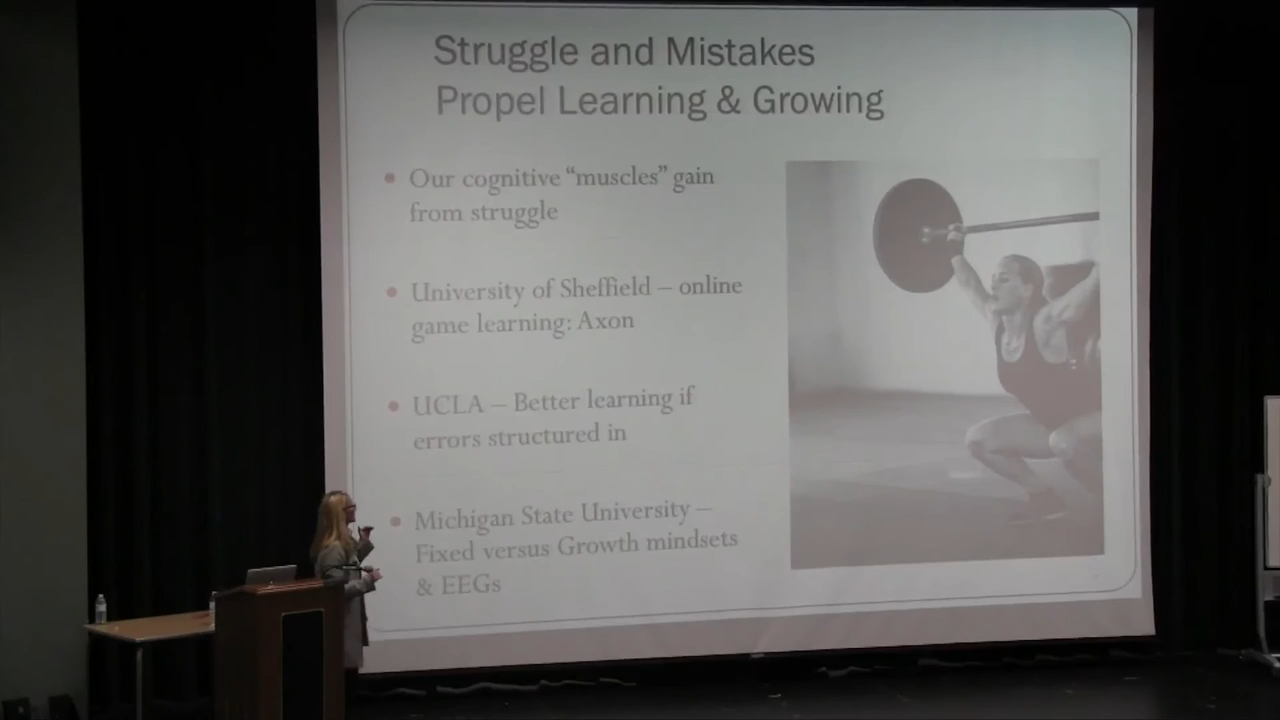 Struggle and Mistakes
Propel Learning & Growing
• Our cognitive “muscles” gain
from struggle
• University of Sheffield – online
game learning: Axon
• UCLA – Better learning if
errors structured in
• Michigan State University –
Fixed versus Growth mindsets
& EEGs